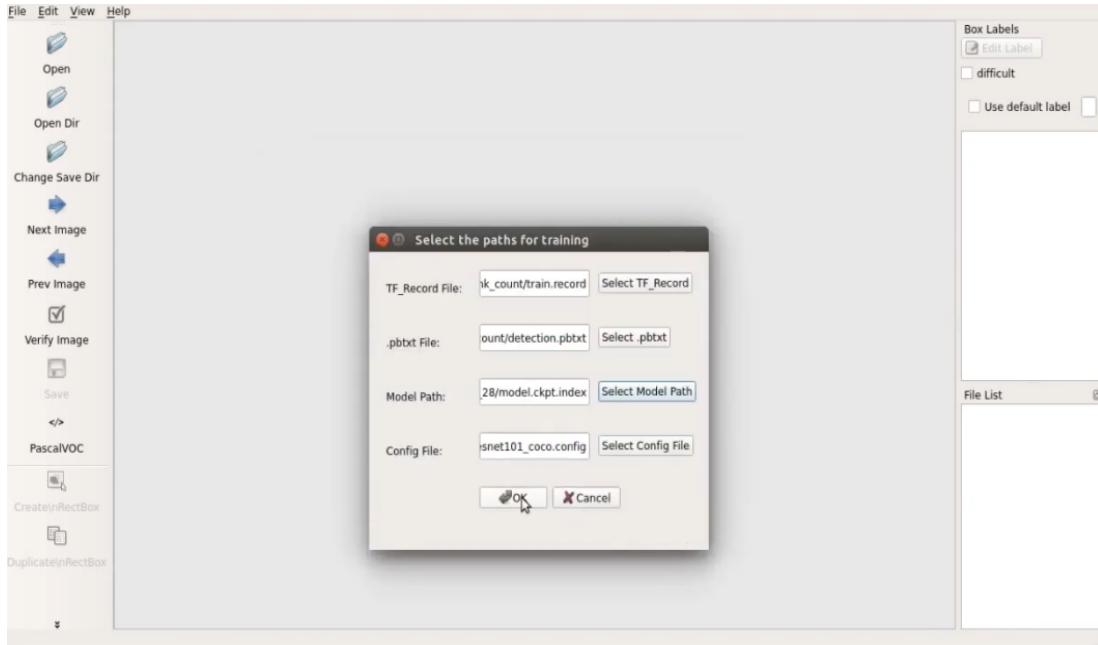 File Edit View Help
Open
Open Dir
Change Save Dir
Next Image
Prev Image
Verify Image
Save
</>
PascalVOC
Create\nRectBox
Duplicate\nRectBox
Select the paths for training
TF_Record File: nk_count/train.record Select TF_Record
.pbtxt File: ount/detection.pbtxt Select .pbtxt
Model Path: _28/model.ckpt.index Select Model Path
Config File: esnet101_coco.config Select Config File
OK Cancel
Box Labels
Edit Label
difficult
Use default label
File List